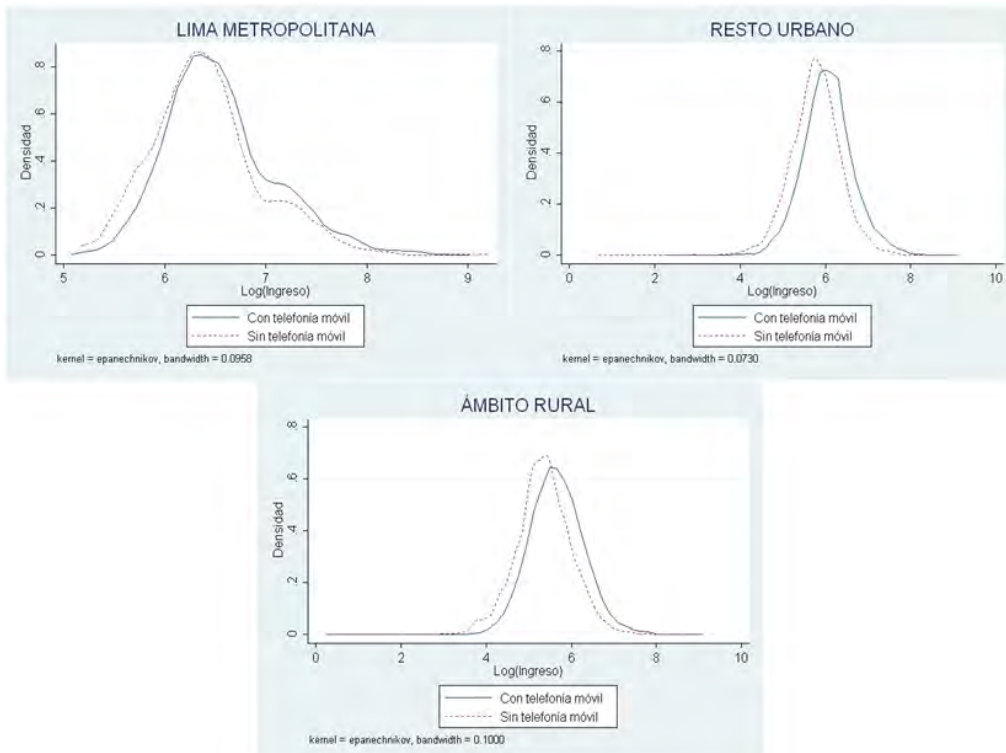 LIMA METROPOLITANA
Densidad
.8
.6
.4
.2
0
5 6 7 8 9
Log(Ingreso)
Con telefonía móvil
Sin telefonía móvil
kernel = epanechnikov, bandwidth = 0.0958
RESTO URBANO
Densidad
.8
.6
.4
.2
0
0 2 4 6 8 10
Log(Ingreso)
Con telefonía móvil
Sin telefonía móvil
kernel = epanechnikov, bandwidth = 0.0730
ÁMBITO RURAL
Densidad
.8
.6
.4
.2
0
0 2 4 6 8 10
Log(Ingreso)
Con telefonía móvil
Sin telefonía móvil
kernel = epanechnikov, bandwidth = 0.1000